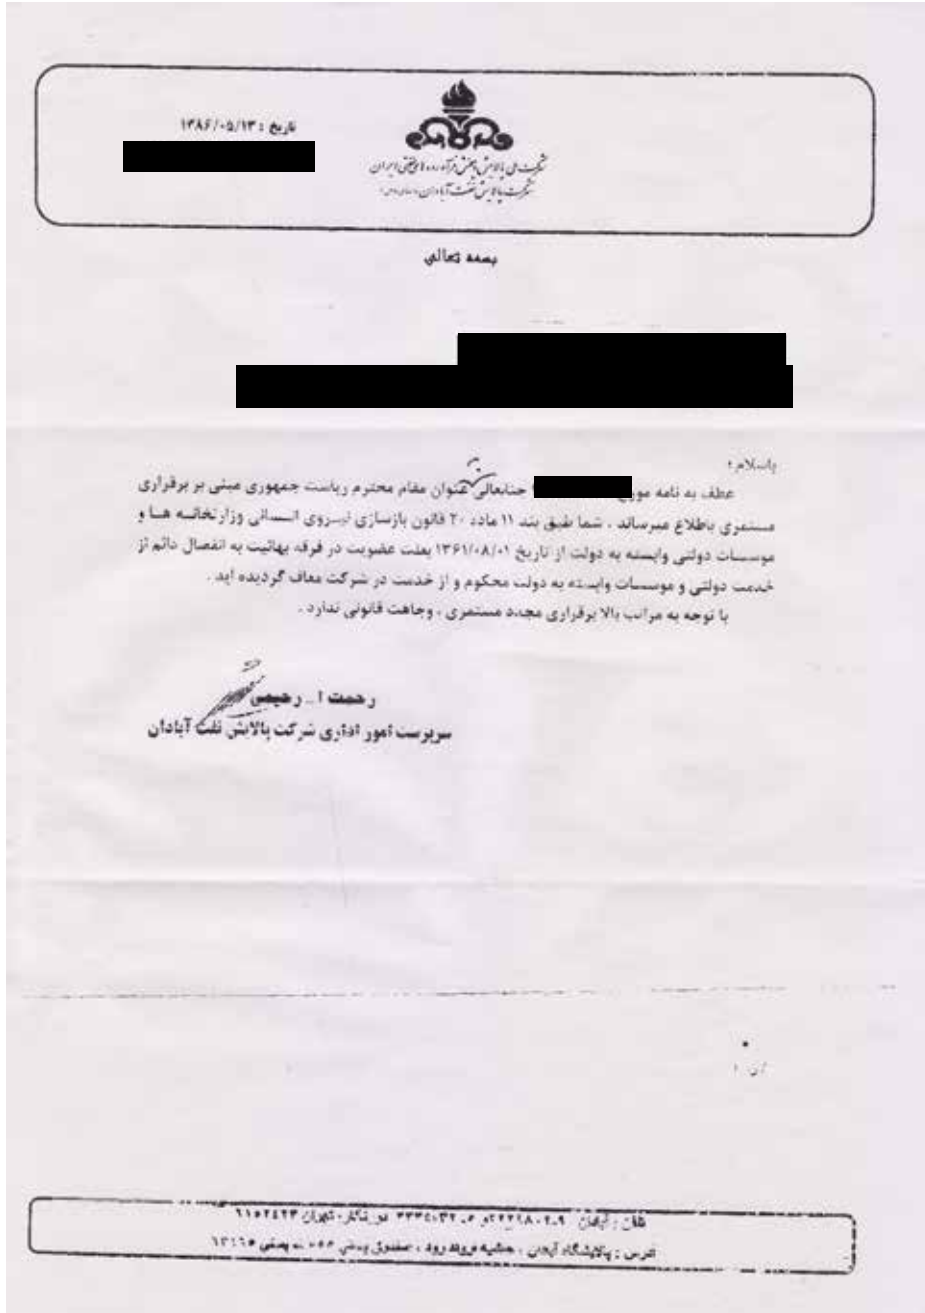 تاریخ : ۱۳۸۶/۰۵/۱۳
شرکت ملی پالایش و پخش فرآورده های نفتی ایران
شرکت پالایش نفت آبادان
بسمه تعالی
باسلام ؛
عطف به نامه مورخ جنابعالی به عنوان مقام محترم ریاست جمهوری مبنی بر برقراری
مستمری باطلاع میرساند ، شما طبق بند ۱۱ ماده ۲۰ قانون بازسازی نیروی انسانی وزارتخانه ها و
موسسات دولتی وابسته به دولت از تاریخ ۱۳۶۱/۰۸/۰۱ بعلت عضویت در فرقه بهائیت به انفصال دائم از
خدمت دولتی و موسسات وابسته به دولت محکوم و از خدمت در شرکت معاف گردیده اید .
با توجه به مراتب بالا برقراری مجدد مستمری ، وجاهت قانونی ندارد .
رحمت ا... رحیمی
سرپرست امور اداری شرکت پالایش نفت آبادان
تلفن : آبادان دورنگار - تهران
آدرس : پالایشگاه آبادان ، حاشیه اروند رود ، صندوق پستی